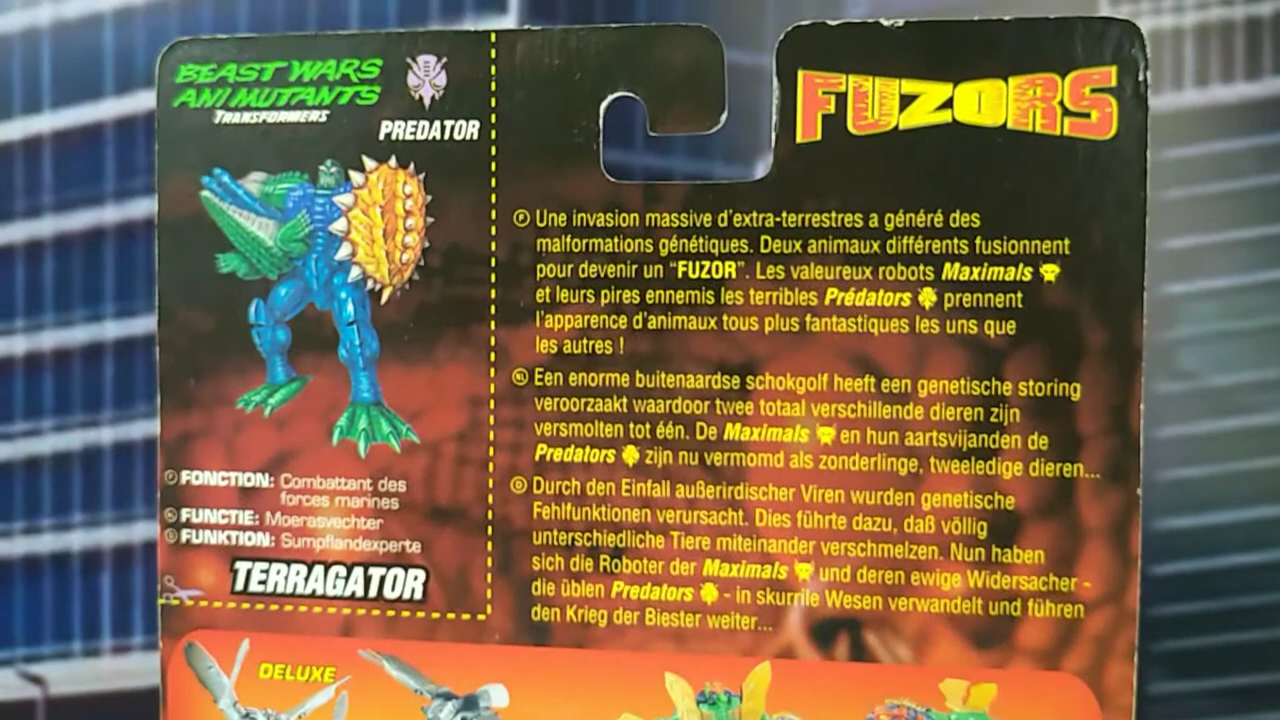 BEAST WARS
ANIMUTANTS
TRANSFORMERS
PREDATOR
Ⓕ FONCTION: Combattant des
forces marines
ⓃⓁ FUNCTIE: Moerasvechter
Ⓓ FUNKTION: Sumpflandexperte
TERRAGATOR
FUZORS
Ⓕ Une invasion massive d'extra-terrestres a généré des
malformations génétiques. Deux animaux différents fusionnent
pour devenir un “FUZOR”. Les valeureux robots Maximals
et leurs pires ennemis les terribles Prédators prennent
l'apparence d'animaux tous plus fantastiques les uns que
les autres !
ⓃⓁ Een enorme buitenaardse schokgolf heeft een genetische storing
veroorzaakt waardoor twee totaal verschillende dieren zijn
versmolten tot één. De Maximals en hun aartsvijanden de
Predators zijn nu vermomd als zonderlinge, tweeledige dieren...
Ⓓ Durch den Einfall außerirdischer Viren wurden genetische
Fehlfunktionen verursacht. Dies führte dazu, daß völlig
unterschiedliche Tiere miteinander verschmelzen. Nun haben
sich die Roboter der Maximals und deren ewige Widersacher -
die üblen Predators - in skurrile Wesen verwandelt und führen
den Krieg der Biester weiter...
DELUXE